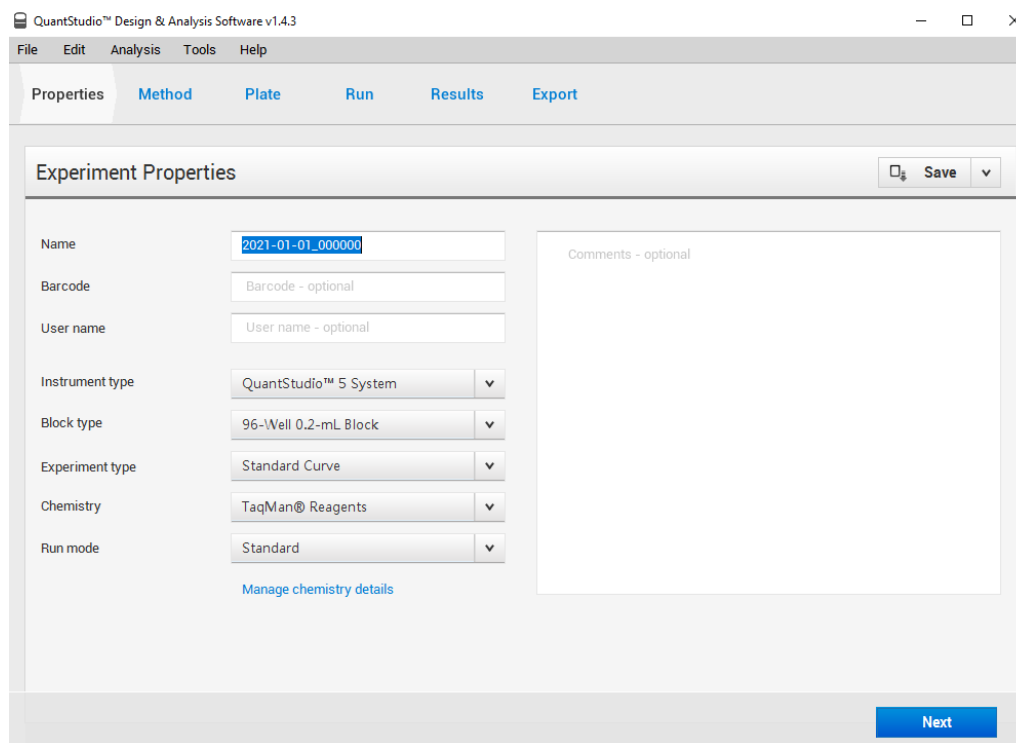 QuantStudio™ Design & Analysis Software v1.4.3
File Edit Analysis Tools Help
Properties Method Plate Run Results Export
Experiment Properties
Save
Name 2021-01-01_000000
Comments - optional
Barcode Barcode - optional
User name User name - optional
Instrument type QuantStudio™ 5 System
Block type 96-Well 0.2-mL Block
Experiment type Standard Curve
Chemistry TaqMan® Reagents
Run mode Standard
Manage chemistry details
Next